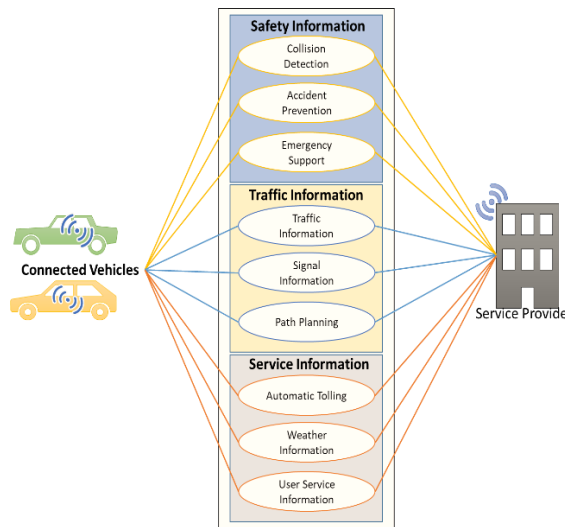 Safety Information
Collision
Detection
Accident
Prevention
Emergency
Support
Traffic Information
Traffic
Information
Signal
Information
Path Planning
Service Information
Automatic Tolling
Weather
Information
User Service
Information
Connected Vehicles
Service Provide